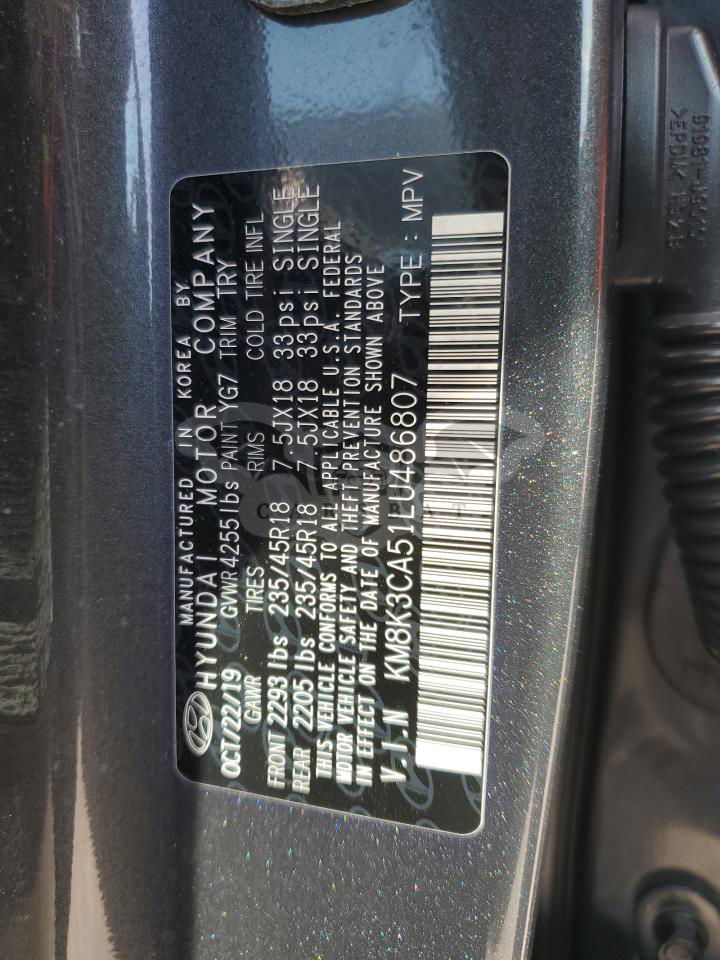 MANUFACTURED IN KOREA BY
HYUNDAI MOTOR COMPANY
OCT/22/19 GVWR 4255 lbs PAINT YG7 TRIM TRY
GAWR TIRES RIMS COLD TIRE INFL
FRONT 2293 lbs 235/45R18 7.5JX18 33psi SINGLE
REAR 2205 lbs 235/45R18 7.5JX18 33psi SINGLE
THIS VEHICLE CONFORMS TO ALL APPLICABLE U.S.A. FEDERAL
MOTOR VEHICLE SAFETY AND THEFT PREVENTION STANDARDS
IN EFFECT ON THE DATE OF MANUFACTURE SHOWN ABOVE
V.I.N KM8K3CA51LU486807 TYPE : MPV